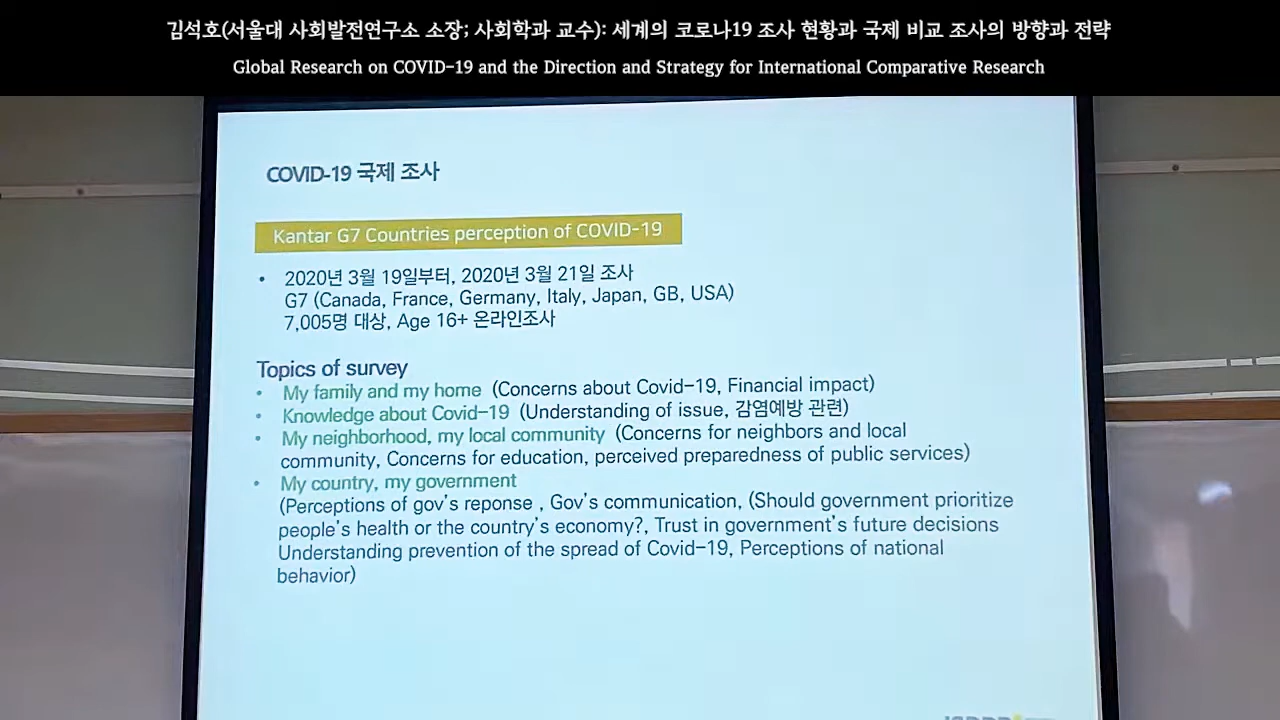 김석호(서울대 사회발전연구소 소장; 사회학과 교수): 세계의 코로나19 조사 현황과 국제 비교 조사의 방향과 전략
Global Research on COVID-19 and the Direction and Strategy for International Comparative Research
COVID-19 국제 조사
Kantar G7 Countries perception of COVID-19
• 2020년 3월 19일부터, 2020년 3월 21일 조사
G7 (Canada, France, Germany, Italy, Japan, GB, USA)
7,005명 대상, Age 16+ 온라인조사
Topics of survey
• My family and my home (Concerns about Covid-19, Financial impact)
• Knowledge about Covid-19 (Understanding of issue, 감염예방 관련)
• My neighborhood, my local community (Concerns for neighbors and local
community, Concerns for education, perceived preparedness of public services)
• My country, my government
(Perceptions of gov's reponse , Gov's communication, (Should government prioritize
people's health or the country's economy?, Trust in government's future decisions
Understanding prevention of the spread of Covid-19, Perceptions of national
behavior)